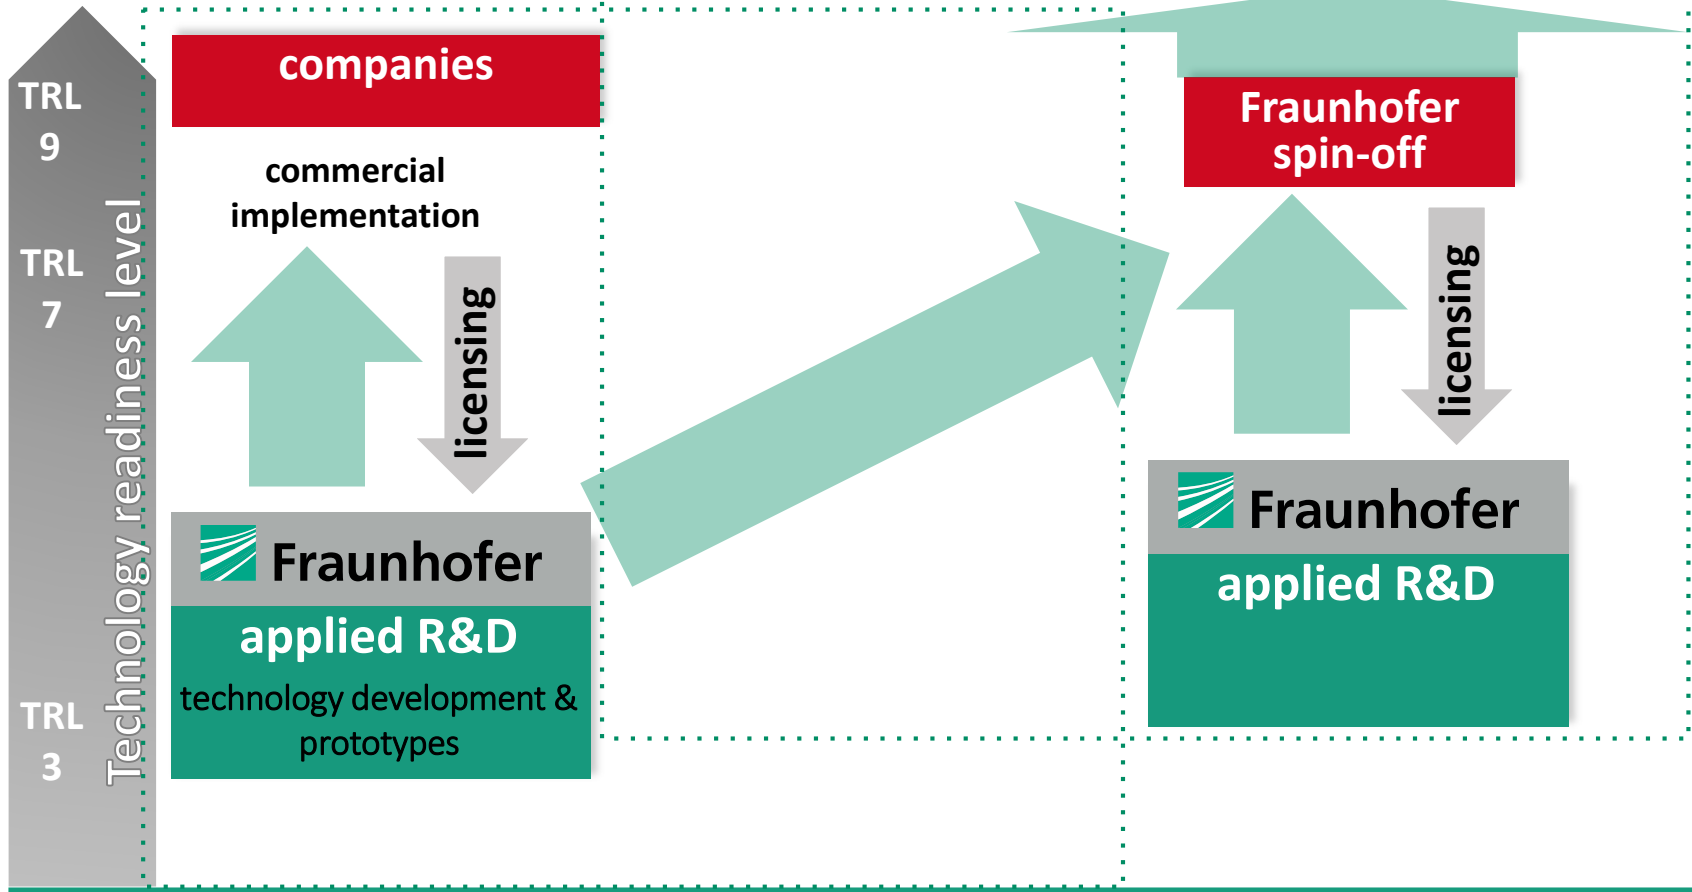 TRL
9
TRL
7
TRL
3
Technology readiness level
companies
commercial
implementation
licensing
Fraunhofer
applied R&D
technology development &
prototypes
Fraunhofer
spin-off
licensing
Fraunhofer
applied R&D